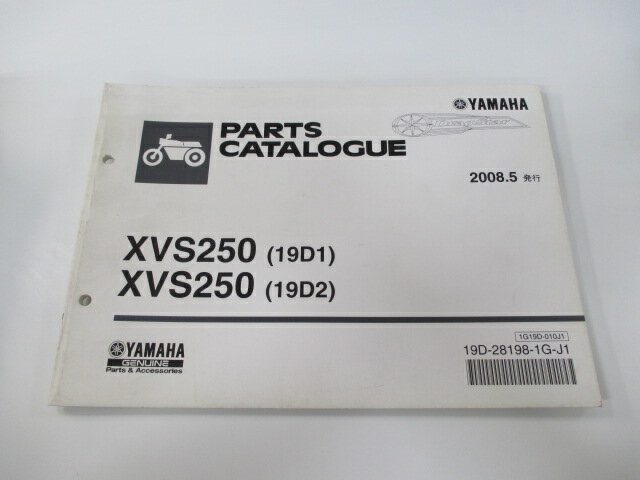 YAMAHA
DragStar
PARTS
CATALOGUE
2008.5 発行
XVS250 (19D1)
XVS250 (19D2)
YAMAHA
GENUINE
Parts & Accessories
1G19D-010J1
19D-28198-1G-J1